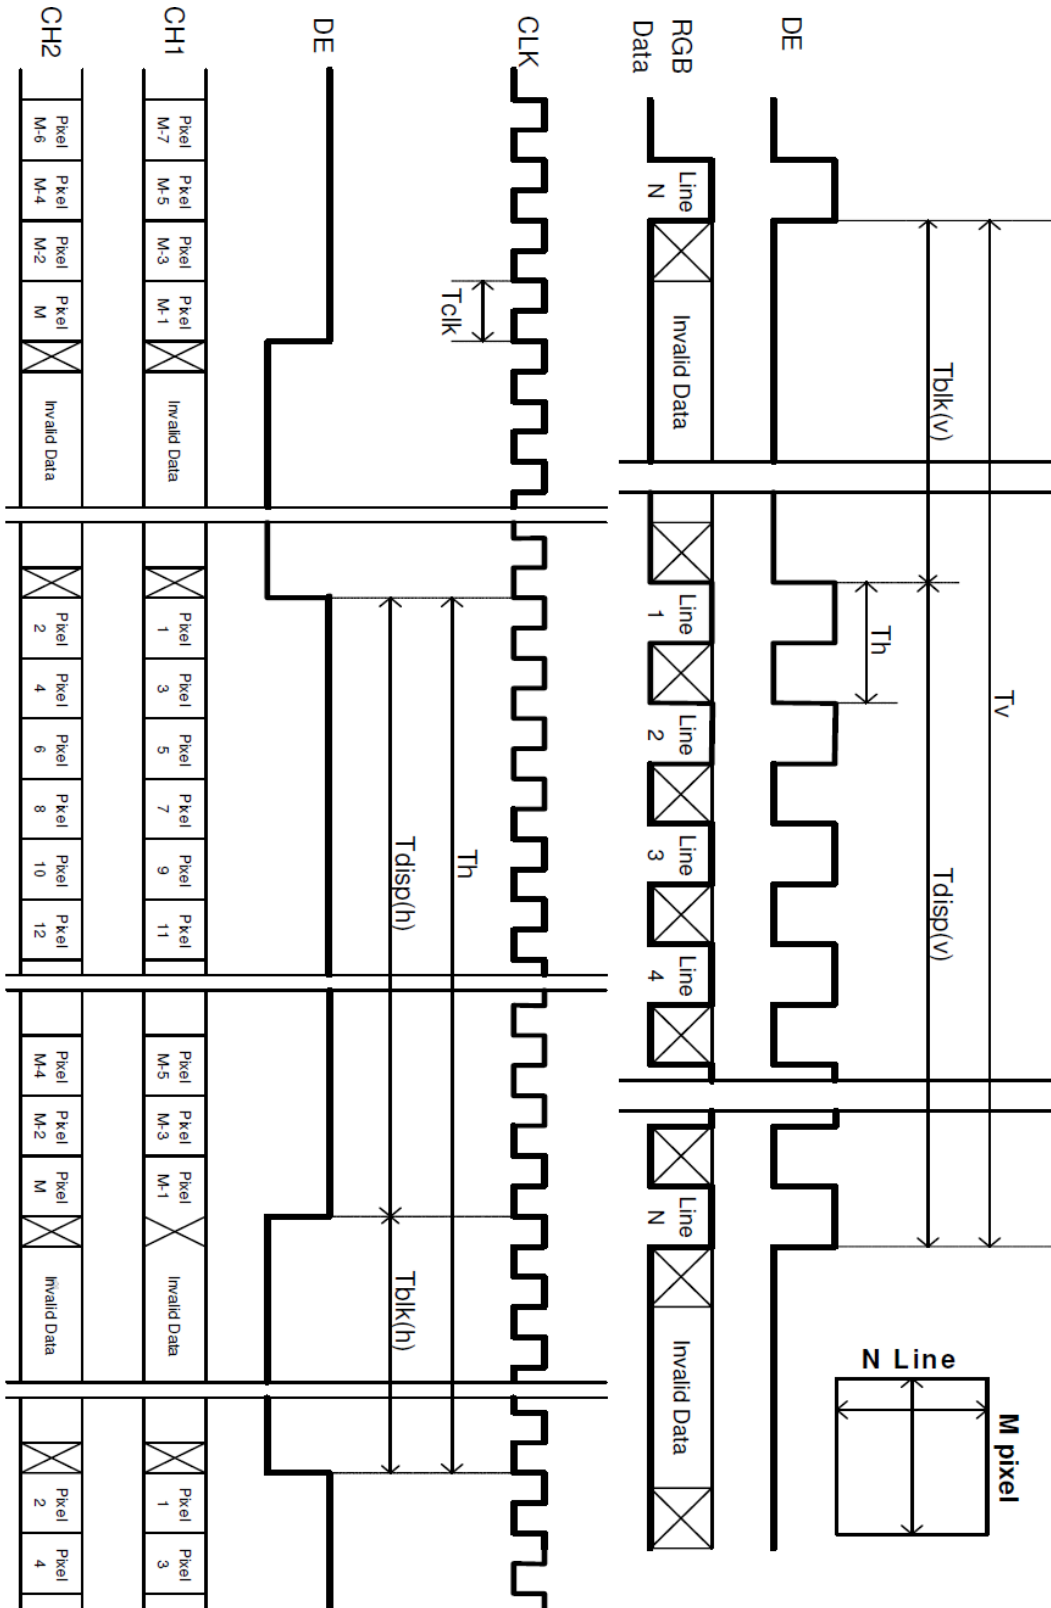 Tv
M pixel
N Line
Tblk(v)
Tdisp(v)
Th
DE
RGB
Data
Line
N
Invalid Data
Line
1
Line
2
Line
3
Line
4
Line
N
Invalid Data
CLK
Tclk
Th
Tdisp(h)
Tblk(h)
DE
CH1
Pixel
M-7
Pixel
M-5
Pixel
M-3
Pixel
M-1
Invalid Data
Pixel
1
Pixel
3
Pixel
5
Pixel
7
Pixel
9
Pixel
11
Pixel
M-5
Pixel
M-3
Pixel
M-1
Invalid Data
Pixel
1
Pixel
3
CH2
Pixel
M-6
Pixel
M-4
Pixel
M-2
Pixel
M
Invalid Data
Pixel
2
Pixel
4
Pixel
6
Pixel
8
Pixel
10
Pixel
12
Pixel
M-4
Pixel
M-2
Pixel
M
Invalid Data
Pixel
2
Pixel
4